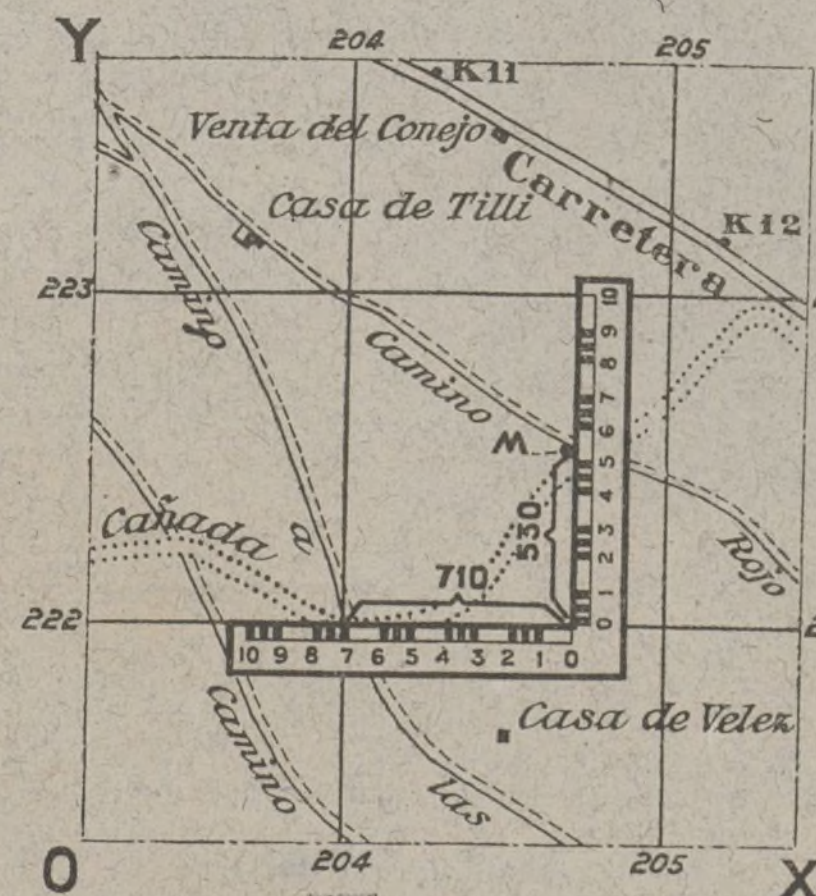 Y
204
205
K11
Venta del Conejo
Carretera
Casa de Tilli
K12
Camino
223
10
9
8
7
6
5
4
3
2
1
0
Camino
M
530
Cañada
a
Rojo
710
222
2
10 9 8 7 6 5 4 3 2 1 0
Camino
Casa de Velez
las
O
204
205
X